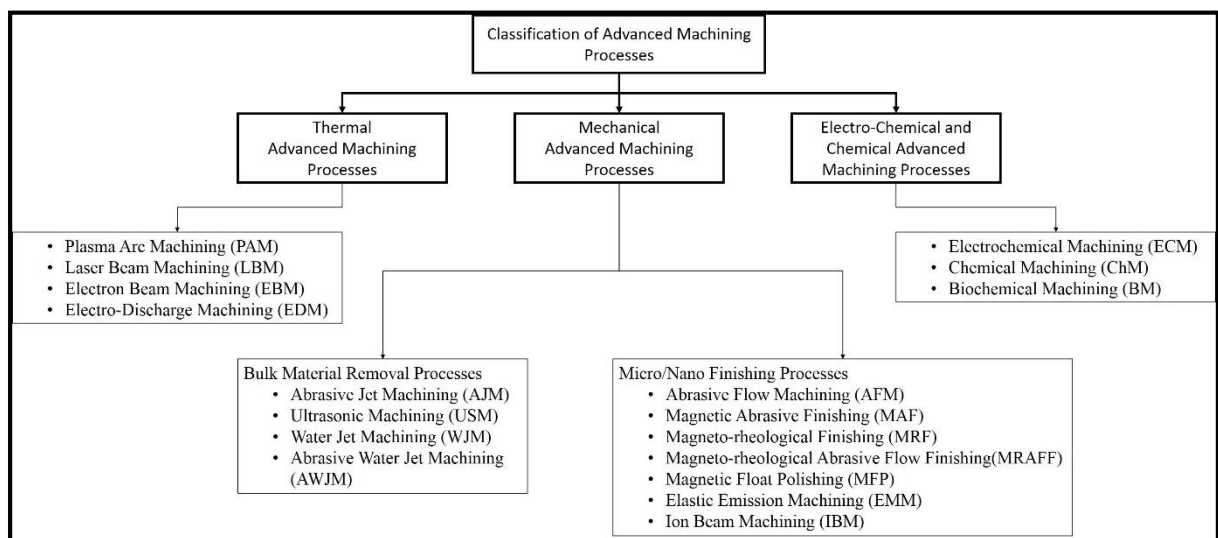 Classification of Advanced Machining
Processes
Thermal
Advanced Machining
Processes
Mechanical
Advanced Machining
Processes
Electro-Chemical and
Chemical Advanced
Machining Processes
• Plasma Arc Machining (PAM)
• Laser Beam Machining (LBM)
• Electron Beam Machining (EBM)
• Electro-Discharge Machining (EDM)
• Electrochemical Machining (ECM)
• Chemical Machining (ChM)
• Biochemical Machining (BM)
Bulk Material Removal Processes
• Abrasive Jet Machining (AJM)
• Ultrasonic Machining (USM)
• Water Jet Machining (WJM)
• Abrasive Water Jet Machining
(AWJM)
Micro/Nano Finishing Processes
• Abrasive Flow Machining (AFM)
• Magnetic Abrasive Finishing (MAF)
• Magneto-rheological Finishing (MRF)
• Magneto-rheological Abrasive Flow Finishing(MRAFF)
• Magnetic Float Polishing (MFP)
• Elastic Emission Machining (EMM)
• Ion Beam Machining (IBM)